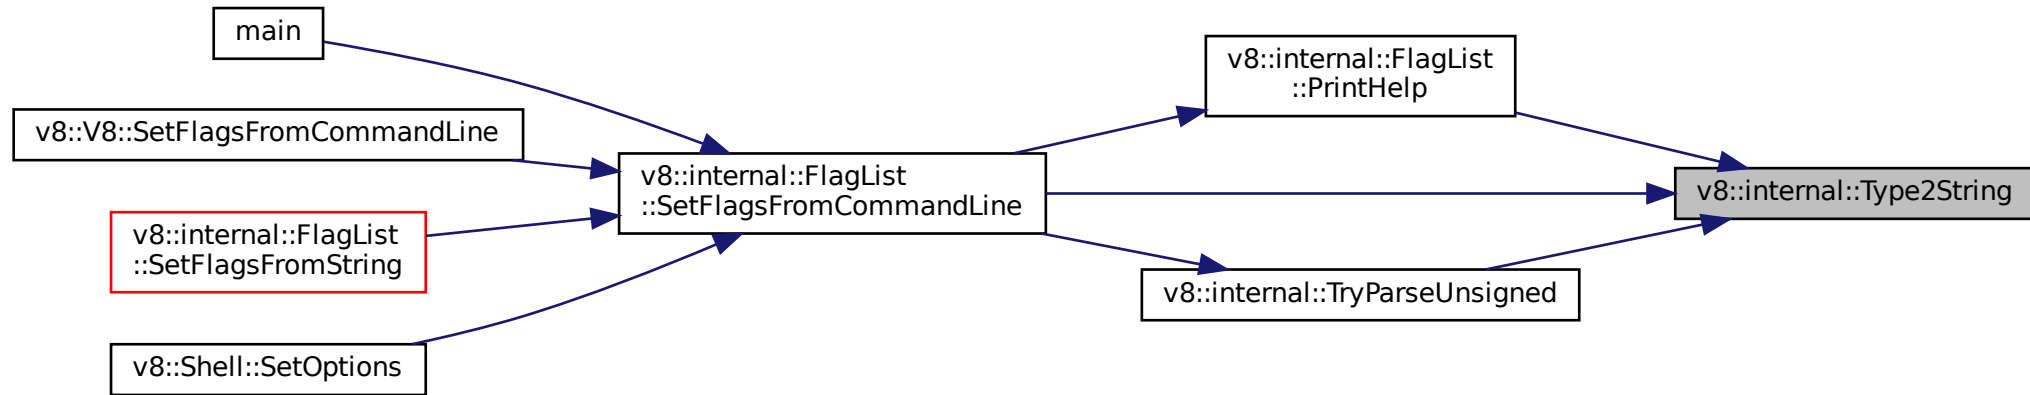 main
v8::V8::SetFlagsFromCommandLine
v8::internal::FlagList
::SetFlagsFromString
v8::Shell::SetOptions
v8::internal::FlagList
::SetFlagsFromCommandLine
v8::internal::FlagList
::PrintHelp
v8::internal::TryParseUnsigned
v8::internal::Type2String